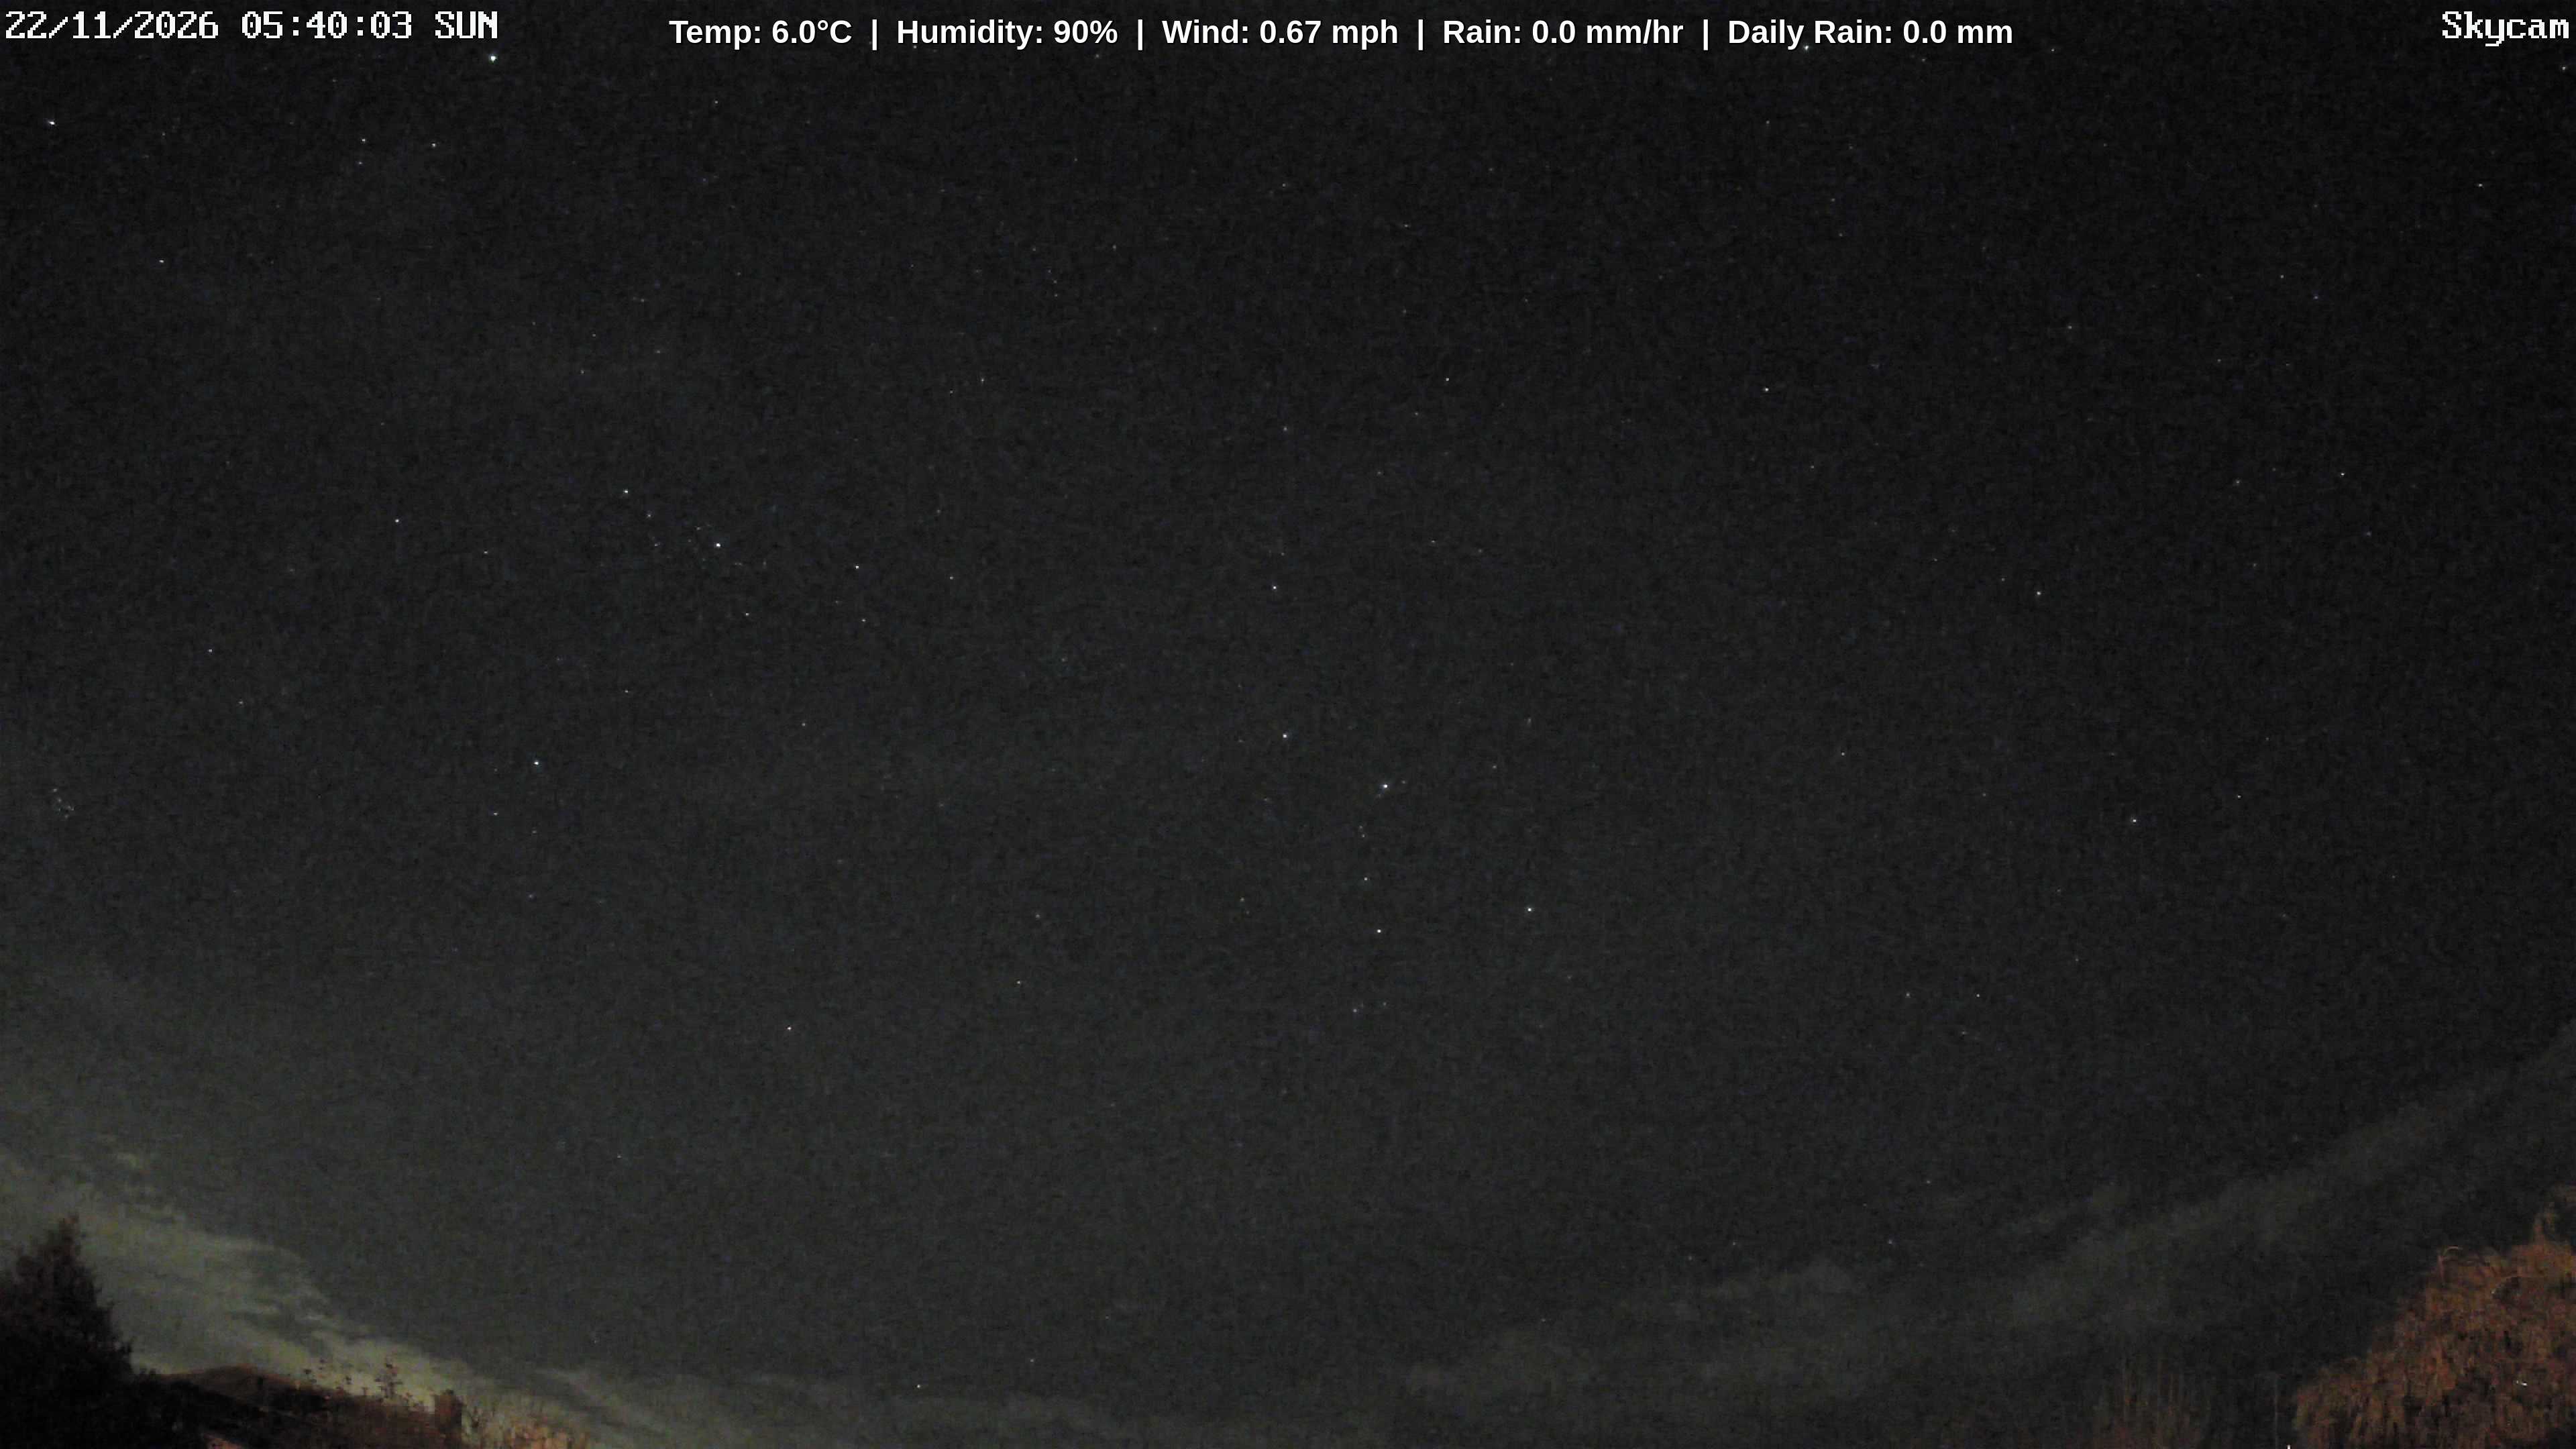 22/11/2026 05:40:03 SUN
Temp: 6.0°C | Humidity: 90% | Wind: 0.67 mph | Rain: 0.0 mm/hr | Daily Rain: 0.0 mm
Skycam